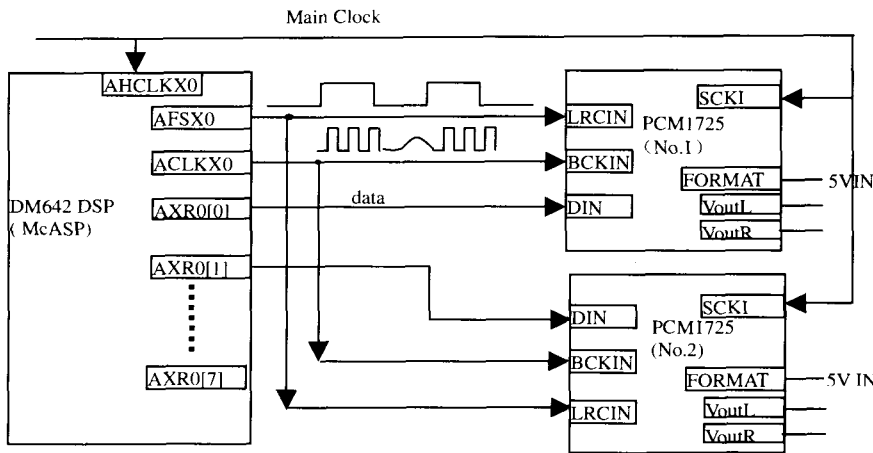 Main Clock
AHCLKX0
AFSX0
ACLKX0
DM642 DSP
( McASP)
AXR0[0]
AXR0[1]
AXR0[7]
data
LRCIN
BCKIN
DIN
SCKI
PCM1725
(No.1)
FORMAT
5VIN
VoutL
VoutR
DIN
BCKIN
LRCIN
SCKI
PCM1725
(No.2)
FORMAT
5V IN
VoutL
VoutR